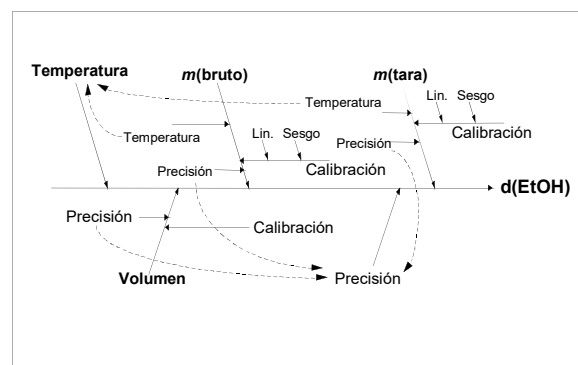 Temperatura
m(bruto)
m(tara)
Temperatura
Lin. Sesgo
Calibración
Temperatura
Lin. Sesgo
Precisión
Precisión
Calibración
d(EtOH)
Precisión
Calibración
Volumen
Precisión